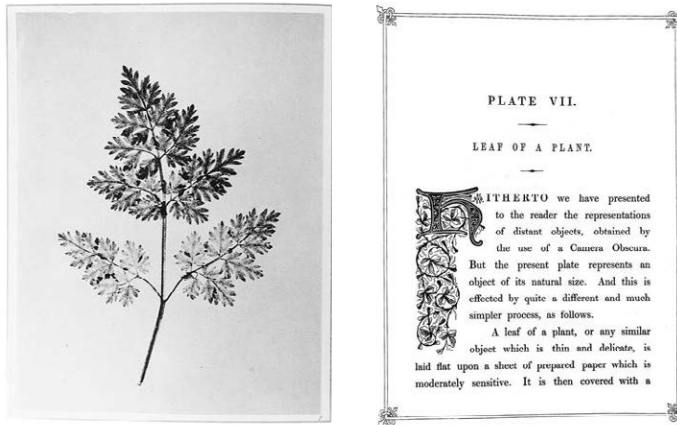 PLATE VII.
LEAF OF A PLANT.
HITHERTO we have presented
to the reader the representations
of distant objects, obtained by
the use of a Camera Obscura.
But the present plate represents an
object of its natural size. And this is
effected by quite a different and much
simpler process, as follows.
A leaf of a plant, or any similar
object which is thin and delicate, is
laid flat upon a sheet of prepared paper which is
moderately sensitive. It is then covered with a